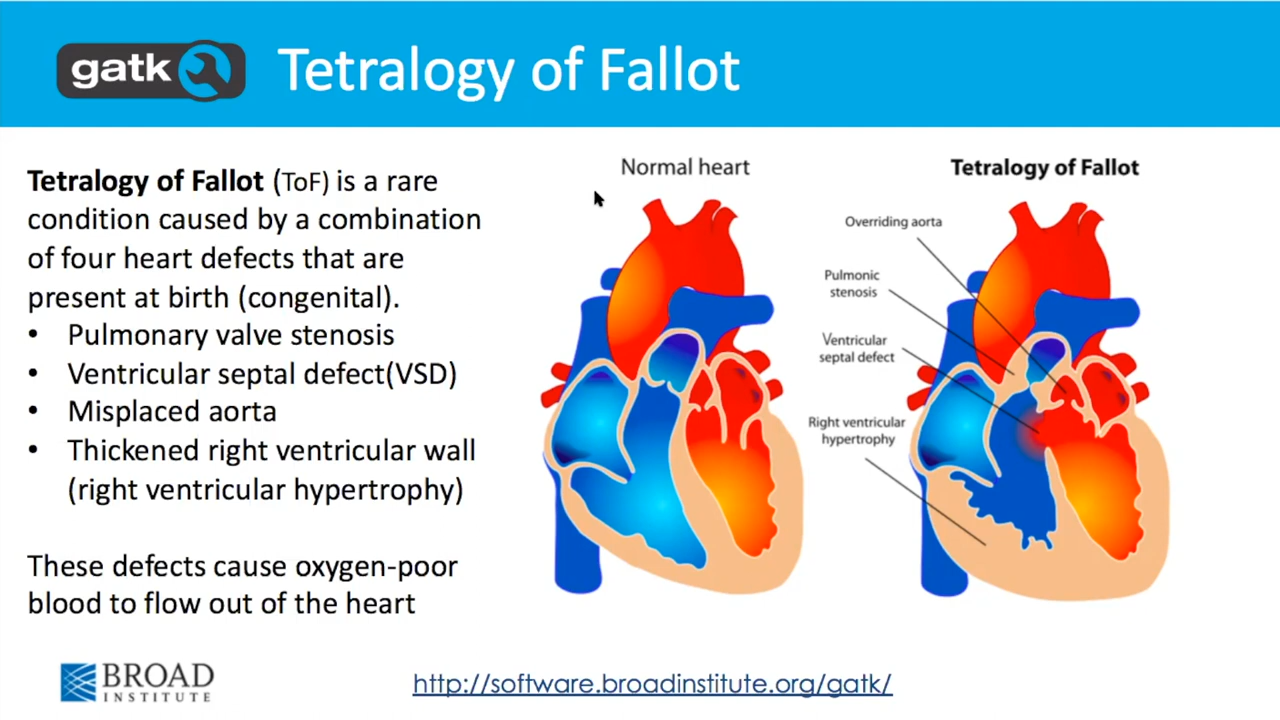 gatk
Tetralogy of Fallot
Tetralogy of Fallot (ToF) is a rare
condition caused by a combination
of four heart defects that are
present at birth (congenital).
• Pulmonary valve stenosis
• Ventricular septal defect(VSD)
• Misplaced aorta
• Thickened right ventricular wall
(right ventricular hypertrophy)
These defects cause oxygen-poor
blood to flow out of the heart
Normal heart
Tetralogy of Fallot
Overriding aorta
Pulmonic
stenosis
Ventricular
septal defect
Right ventricular
hypertrophy
BROAD
INSTITUTE
http://software.broadinstitute.org/gatk/